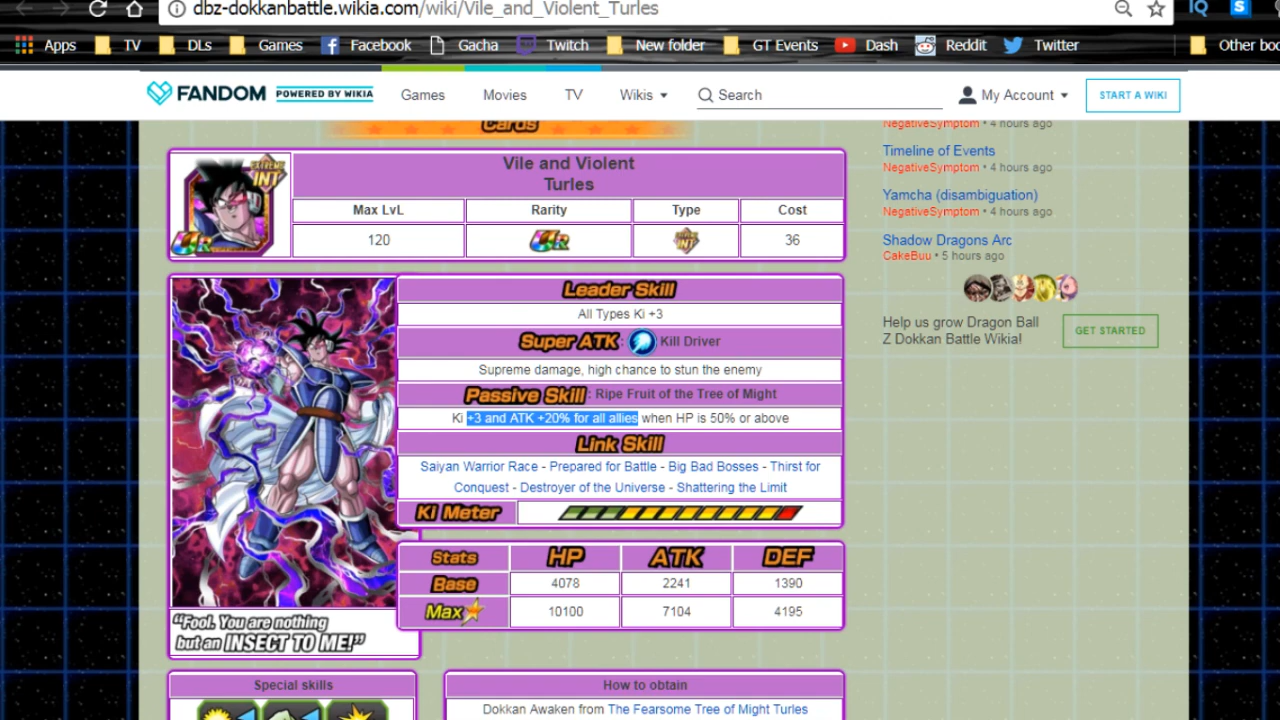 dbz-dokkanbattle.wikia.com/wiki/Vile_and_Violent_Turles
IQ
S
Apps TV DLs Games Facebook Gacha Twitch New folder GT Events Dash Reddit Twitter Other boo
FANDOM POWERED BY WIKIA Games Movies TV Wikis Search My Account START A WIKI
Cards
NegativeSymptom • 4 hours ago
Timeline of Events
NegativeSymptom • 4 hours ago
Yamcha (disambiguation)
NegativeSymptom • 4 hours ago
Shadow Dragons Arc
CakeBuu • 5 hours ago
Help us grow Dragon Ball
Z Dokkan Battle Wikia!
GET STARTED
EXTREME
INT
UR
Vile and Violent
Turles
Max LvL Rarity Type Cost
120 UR INT 36
Leader Skill
All Types Ki +3
Super ATK: Kill Driver
Supreme damage, high chance to stun the enemy
Passive Skill: Ripe Fruit of the Tree of Might
Ki +3 and ATK +20% for all allies when HP is 50% or above
Link Skill
Saiyan Warrior Race - Prepared for Battle - Big Bad Bosses - Thirst for
Conquest - Destroyer of the Universe - Shattering the Limit
Ki Meter
Stats HP ATK DEF
Base 4078 2241 1390
Max 10100 7104 4195
"Fool. You are nothing
but an INSECT TO ME!"
Special skills
How to obtain
Dokkan Awaken from The Fearsome Tree of Might Turles